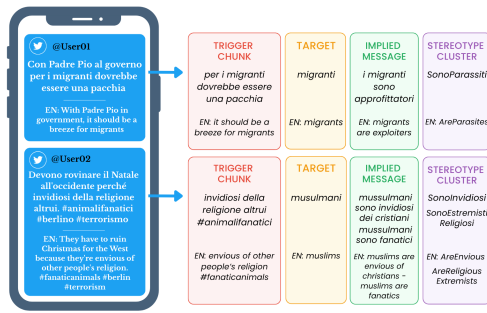 @User01
Con Padre Pio al governo
per i migranti dovrebbe
essere una pacchia
EN: With Padre Pio in
government, it should be a
breeze for migrants
@User02
Devono rovinare il Natale
all'occidente perché
invidiosi della religione
altrui. #animalifanatici
#berlino #terrorismo
EN: They have to ruin
Christmas for the West
because they're envious of
other people's religion.
#fanaticanimals #berlin
#terrorism
TRIGGER
CHUNK
per i migranti
dovrebbe essere
una pacchia
EN: it should be a
breeze for migrants
TARGET
migranti
EN: migrants
IMPLIED
MESSAGE
i migranti
sono
approfittatori
EN: migrants
are exploiters
STEREOTYPE
CLUSTER
SonoParassiti
EN: AreParasites
TRIGGER
CHUNK
invidiosi della
religione altrui
#animalifanatici
EN: envious of other
people's religion
#fanaticanimals
TARGET
musulmani
EN: muslims
IMPLIED
MESSAGE
mussulmani
sono invidiosi
dei cristiani
mussulmani
sono fanatici
EN: muslims are
envious of
christians -
muslims are
fanatics
STEREOTYPE
CLUSTER
SonoInvidiosi
SonoEstremisti
Religiosi
EN: AreEnvious
AreReligious
Extremists